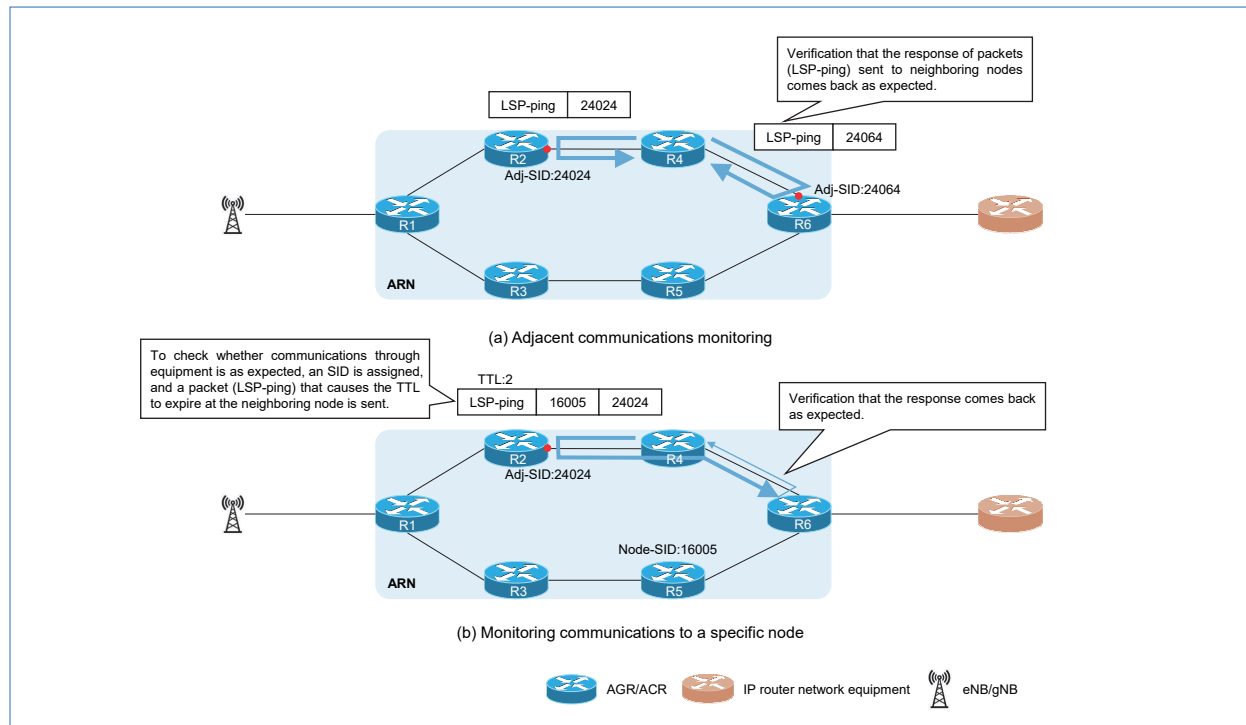 Verification that the response of packets
(LSP-ping) sent to neighboring nodes
comes back as expected.
LSP-ping 24024
LSP-ping 24064
R2
R4
Adj-SID:24024
Adj-SID:24064
R1
R6
R3
R5
ARN
(a) Adjacent communications monitoring
To check whether communications through
equipment is as expected, an SID is assigned,
and a packet (LSP-ping) that causes the TTL
to expire at the neighboring node is sent.
TTL:2
LSP-ping 16005 24024
Verification that the response comes back
as expected.
R2
R4
Adj-SID:24024
R1
R6
Node-SID:16005
R3
R5
ARN
(b) Monitoring communications to a specific node
AGR/ACR
IP router network equipment
eNB/gNB